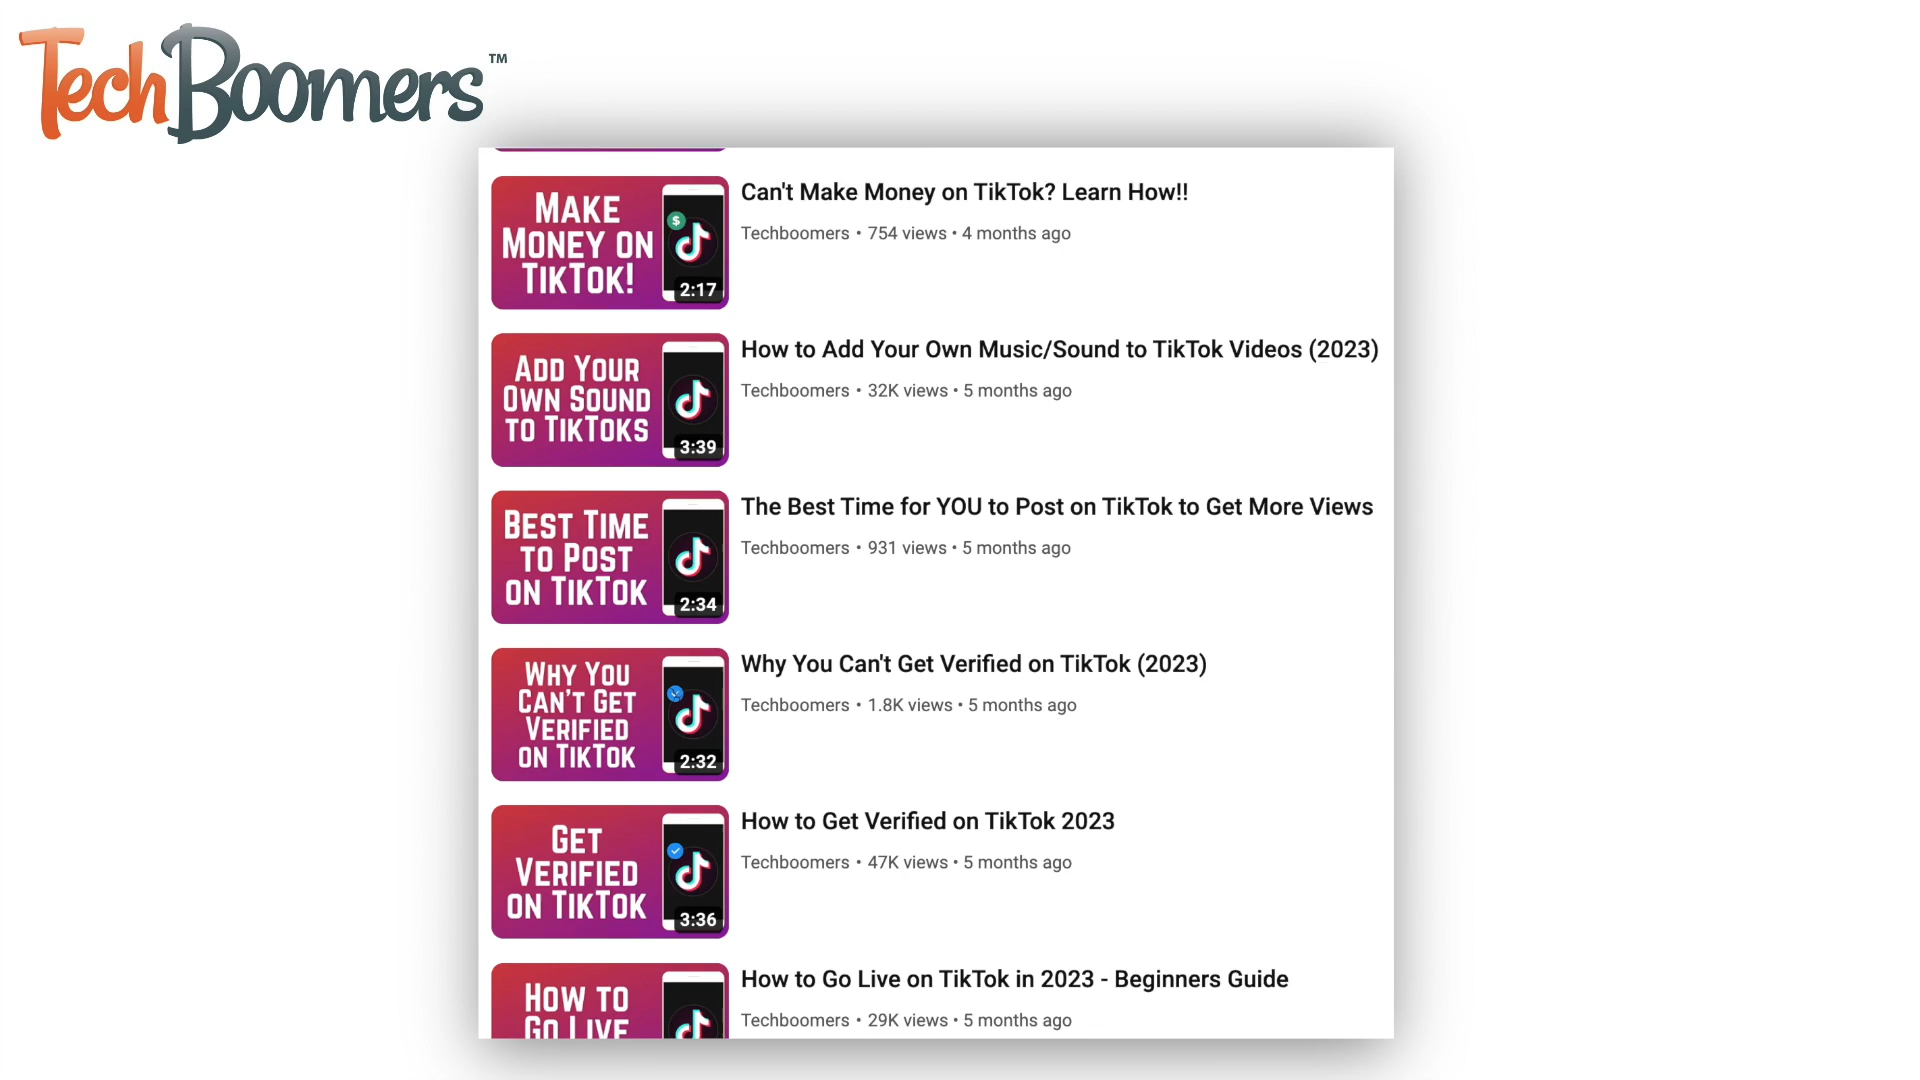 TechBoomers™
MAKE
MONEY ON
TIKTOK!
2:17
Can't Make Money on TikTok? Learn How!!
Techboomers • 754 views • 4 months ago
ADD YOUR
OWN SOUND
TO TIKTOKS
3:39
How to Add Your Own Music/Sound to TikTok Videos (2023)
Techboomers • 32K views • 5 months ago
BEST TIME
TO POST
ON TIKTOK
2:34
The Best Time for YOU to Post on TikTok to Get More Views
Techboomers • 931 views • 5 months ago
WHY YOU
CAN'T GET
VERIFIED
ON TIKTOK
2:32
Why You Can't Get Verified on TikTok (2023)
Techboomers • 1.8K views • 5 months ago
GET
VERIFIED
ON TIKTOK
3:36
How to Get Verified on TikTok 2023
Techboomers • 47K views • 5 months ago
HOW TO
GO LIVE
How to Go Live on TikTok in 2023 - Beginners Guide
Techboomers • 29K views • 5 months ago